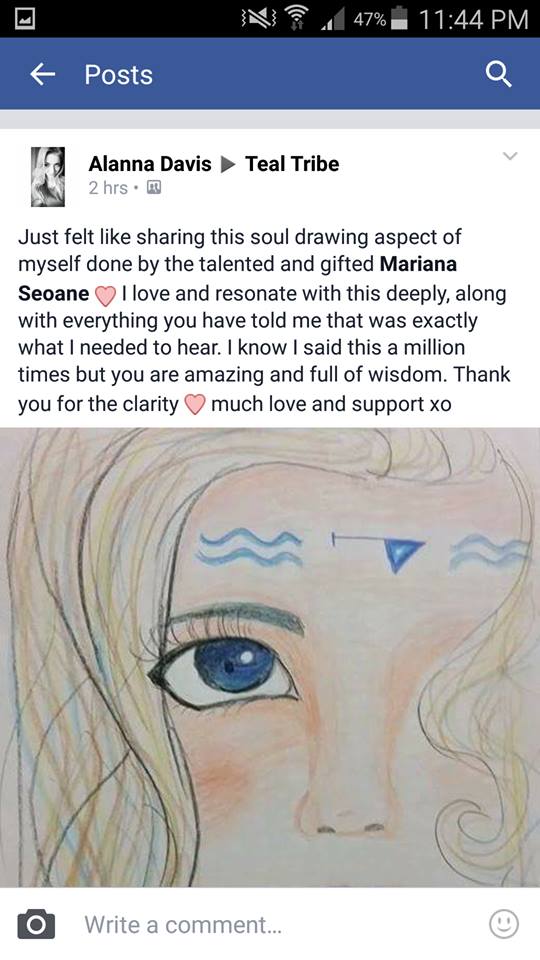 47% 11:44 PM
Posts
Alanna Davis ▶ Teal Tribe
2 hrs •
Just felt like sharing this soul drawing aspect of
myself done by the talented and gifted Mariana
Seoane ♥ I love and resonate with this deeply, along
with everything you have told me that was exactly
what I needed to hear. I know I said this a million
times but you are amazing and full of wisdom. Thank
you for the clarity ♥ much love and support xo
Write a comment...